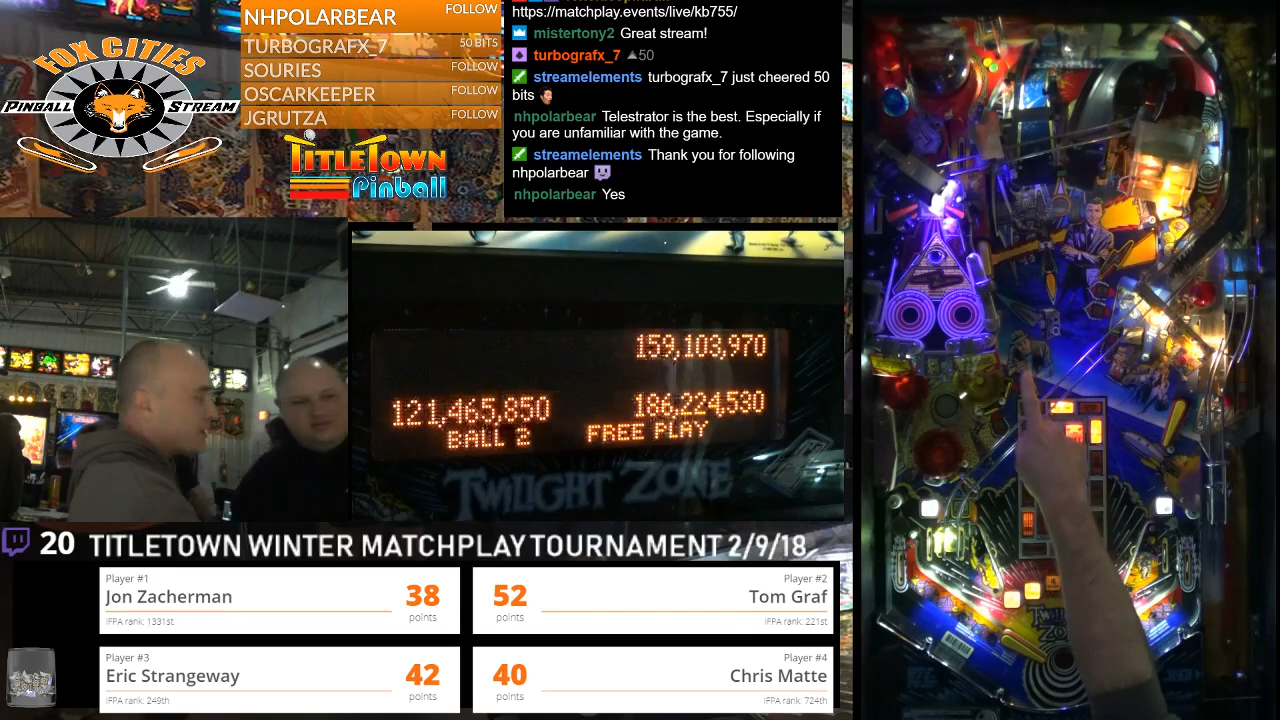 FOX CITIES
PINBALL STREAM
NHPOLARBEAR FOLLOW
TURBOGRAFX_7 50 BITS
SOURIES FOLLOW
OSCARKEEPER FOLLOW
JGRUTZA FOLLOW
TITLETOWN
Pinball
https://matchplay.events/live/kb755/
mistertony2 Great stream!
turbografx_7 50
streamelements turbografx_7 just cheered 50
bits
nhpolarbear Telestrator is the best. Especially if
you are unfamiliar with the game.
streamelements Thank you for following
nhpolarbear
nhpolarbear Yes
159,103,970
121,465,850 186,224,530
BALL 2 FREE PLAY
TWILIGHT ZONE
20 TITLETOWN WINTER MATCHPLAY TOURNAMENT 2/9/18
Player #1
Jon Zacherman
IFPA rank: 1331st
38
points
52
points
Player #2
Tom Graf
IFPA rank: 221st
Player #3
Eric Strangeway
IFPA rank: 249th
42
points
40
points
Player #4
Chris Matte
IFPA rank: 724th